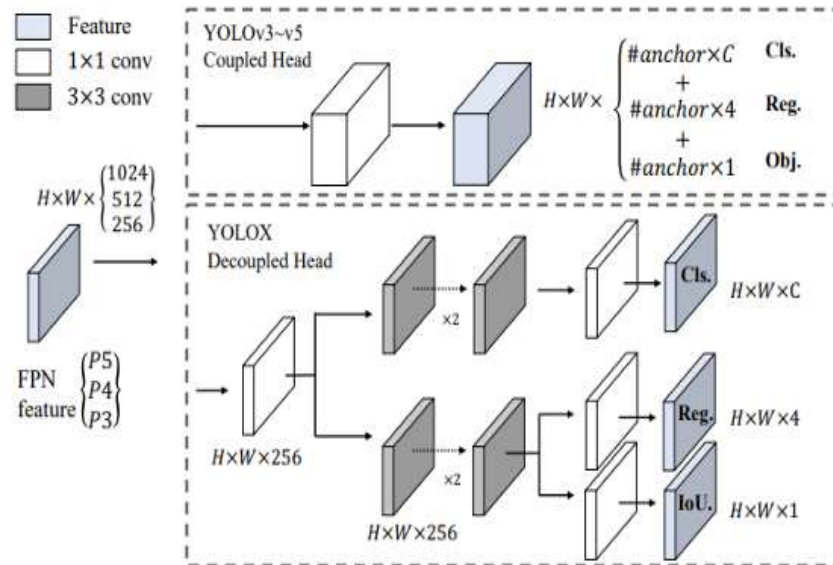 Feature
1×1 conv
3×3 conv
H×W×{1024
512
256}
FPN
feature
{P5
P4
P3}
YOLOv3~v5
Coupled Head
H×W×
{#anchor×C Cls.
+
#anchor×4 Reg.
+
#anchor×1 Obj.
YOLOX
Decoupled Head
H×W×256
×2
Cls.
H×W×C
×2
H×W×256
Reg.
H×W×4
IoU.
H×W×1